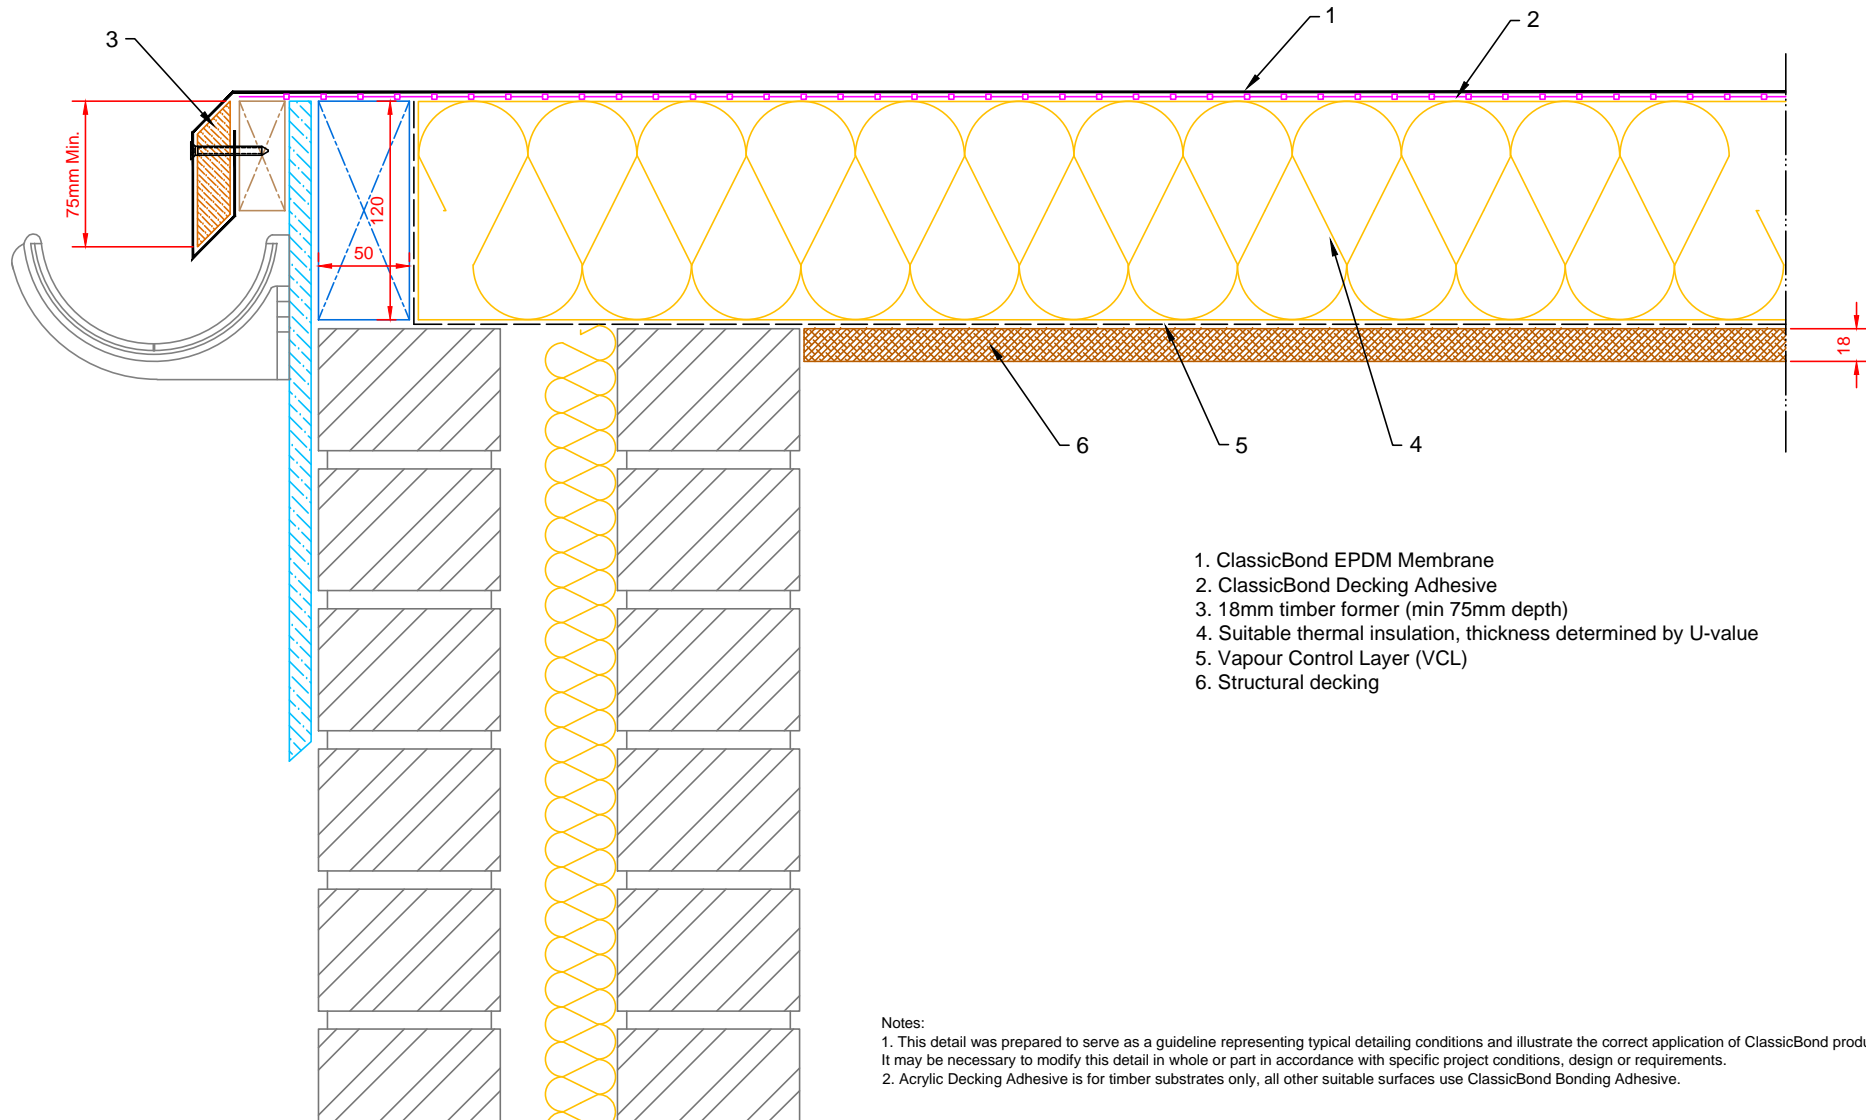 1
2
3
75mm Min.
120
50
18
6
5
4
1. ClassicBond EPDM Membrane
2. ClassicBond Decking Adhesive
3. 18mm timber former (min 75mm depth)
4. Suitable thermal insulation, thickness determined by U-value
5. Vapour Control Layer (VCL)
6. Structural decking
Notes:
1. This detail was prepared to serve as a guideline representing typical detailing conditions and illustrate the correct application of ClassicBond produ
It may be necessary to modify this detail in whole or part in accordance with specific project conditions, design or requirements.
2. Acrylic Decking Adhesive is for timber substrates only, all other suitable surfaces use ClassicBond Bonding Adhesive.